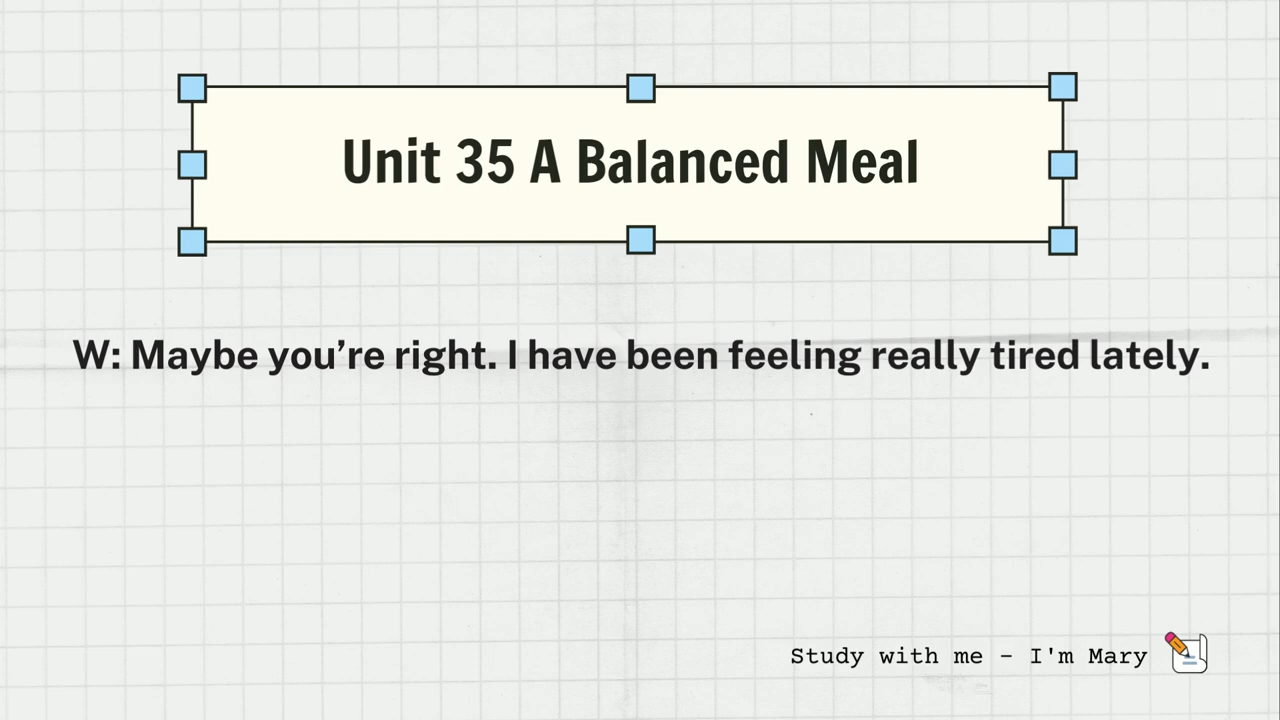 Unit 35 A Balanced Meal
W: Maybe you’re right. I have been feeling really tired lately.
Study with me - I'm Mary